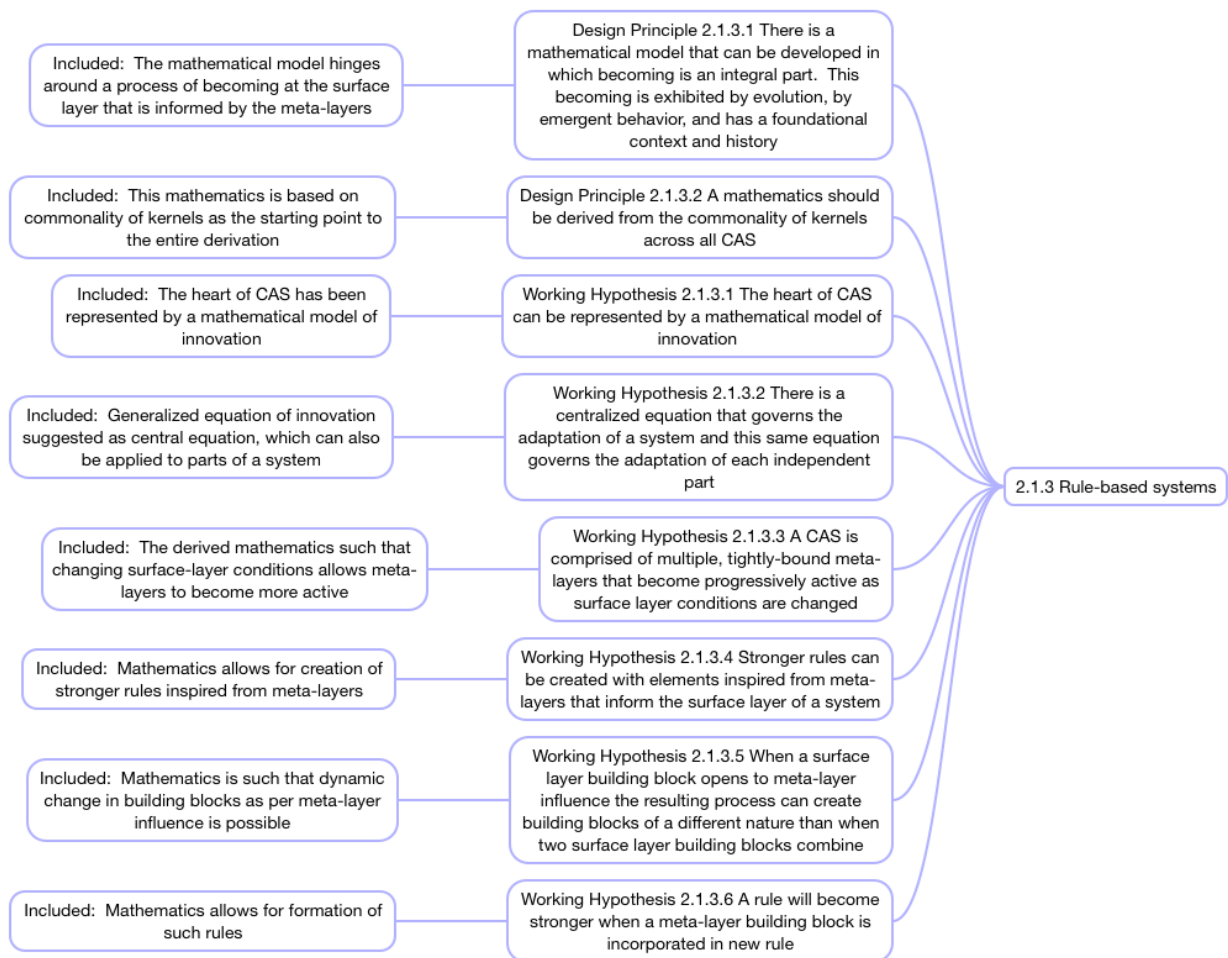 Included:  The mathematical model hinges
around a process of becoming at the surface
layer that is informed by the meta-layers
Design Principle 2.1.3.1 There is a
mathematical model that can be developed in
which becoming is an integral part.  This
becoming is exhibited by evolution, by
emergent behavior, and has a foundational
context and history
Included:  This mathematics is based on
commonality of kernels as the starting point to
the entire derivation
Design Principle 2.1.3.2 A mathematics should
be derived from the commonality of kernels
across all CAS
Included:  The heart of CAS has been
represented by a mathematical model of
innovation
Working Hypothesis 2.1.3.1 The heart of CAS
can be represented by a mathematical model of
innovation
Included:  Generalized equation of innovation
suggested as central equation, which can also
be applied to parts of a system
Working Hypothesis 2.1.3.2 There is a
centralized equation that governs the
adaptation of a system and this same equation
governs the adaptation of each independent
part
2.1.3 Rule-based systems
Included:  The derived mathematics such that
changing surface-layer conditions allows meta-
layers to become more active
Working Hypothesis 2.1.3.3 A CAS is
comprised of multiple, tightly-bound meta-
layers that become progressively active as
surface layer conditions are changed
Included:  Mathematics allows for creation of
stronger rules inspired from meta-layers
Working Hypothesis 2.1.3.4 Stronger rules can
be created with elements inspired from meta-
layers that inform the surface layer of a system
Included:  Mathematics is such that dynamic
change in building blocks as per meta-layer
influence is possible
Working Hypothesis 2.1.3.5 When a surface
layer building block opens to meta-layer
influence the resulting process can create
building blocks of a different nature than when
two surface layer building blocks combine
Included:  Mathematics allows for formation of
such rules
Working Hypothesis 2.1.3.6 A rule will become
stronger when a meta-layer building block is
incorporated in new rule